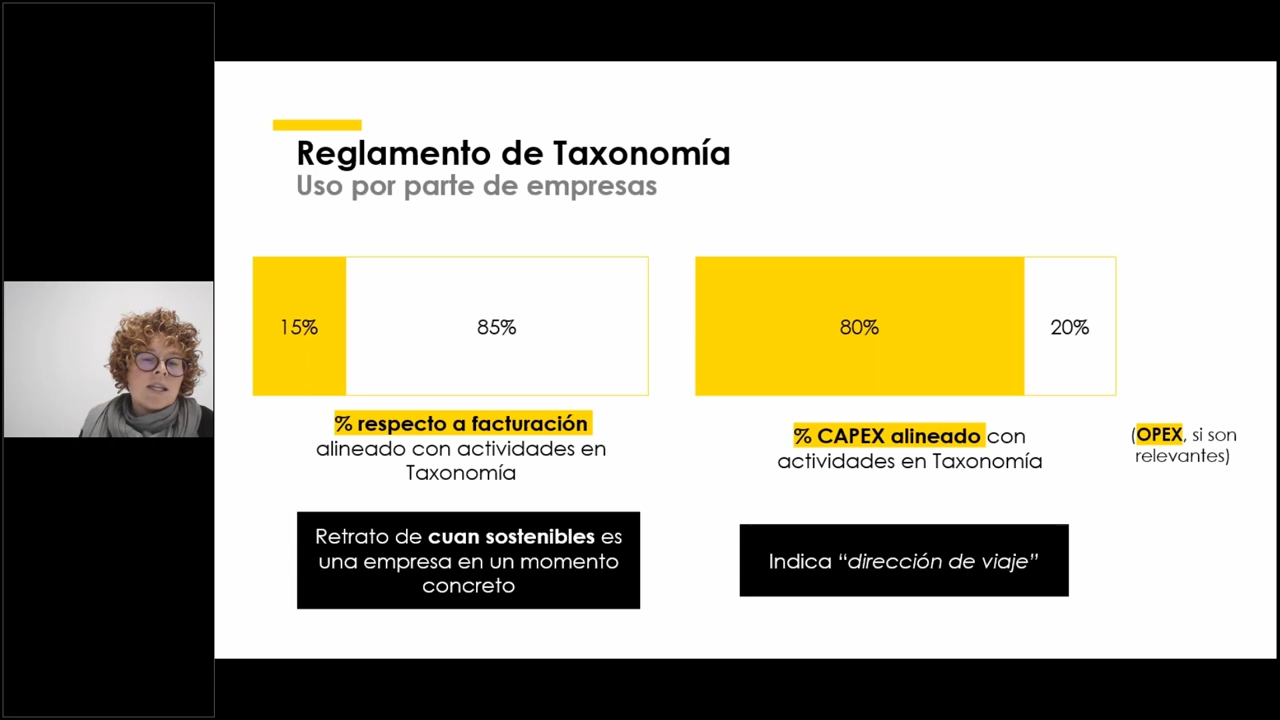 Reglamento de Taxonomía
Uso por parte de empresas
15%
85%
% respecto a facturación
alineado con actividades en
Taxonomía
Retrato de cuan sostenibles es
una empresa en un momento
concreto
80%
20%
% CAPEX alineado con
actividades en Taxonomía
Indica “dirección de viaje”
(OPEX, si son
relevantes)